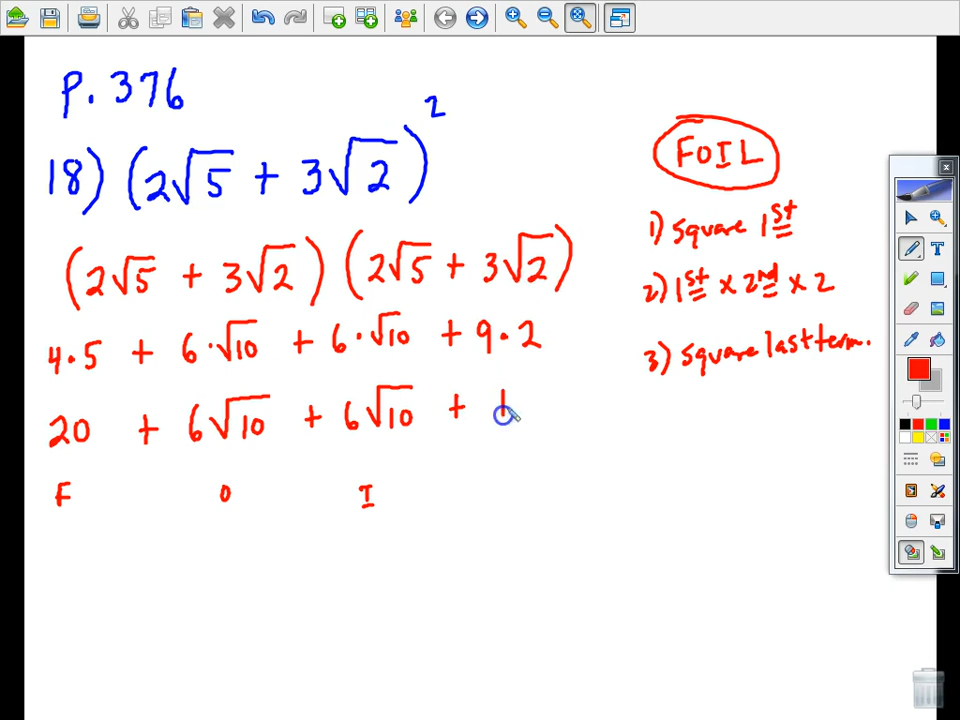 P. 376
18) (2√5 + 3√2)²
(2√5 + 3√2) (2√5 + 3√2)
4·5 + 6·√10 + 6·√10 + 9·2
20 + 6√10 + 6√10 + 1
F O I
FOIL
1) Square 1st
2) 1st x 2nd x 2
3) Square last term.
T